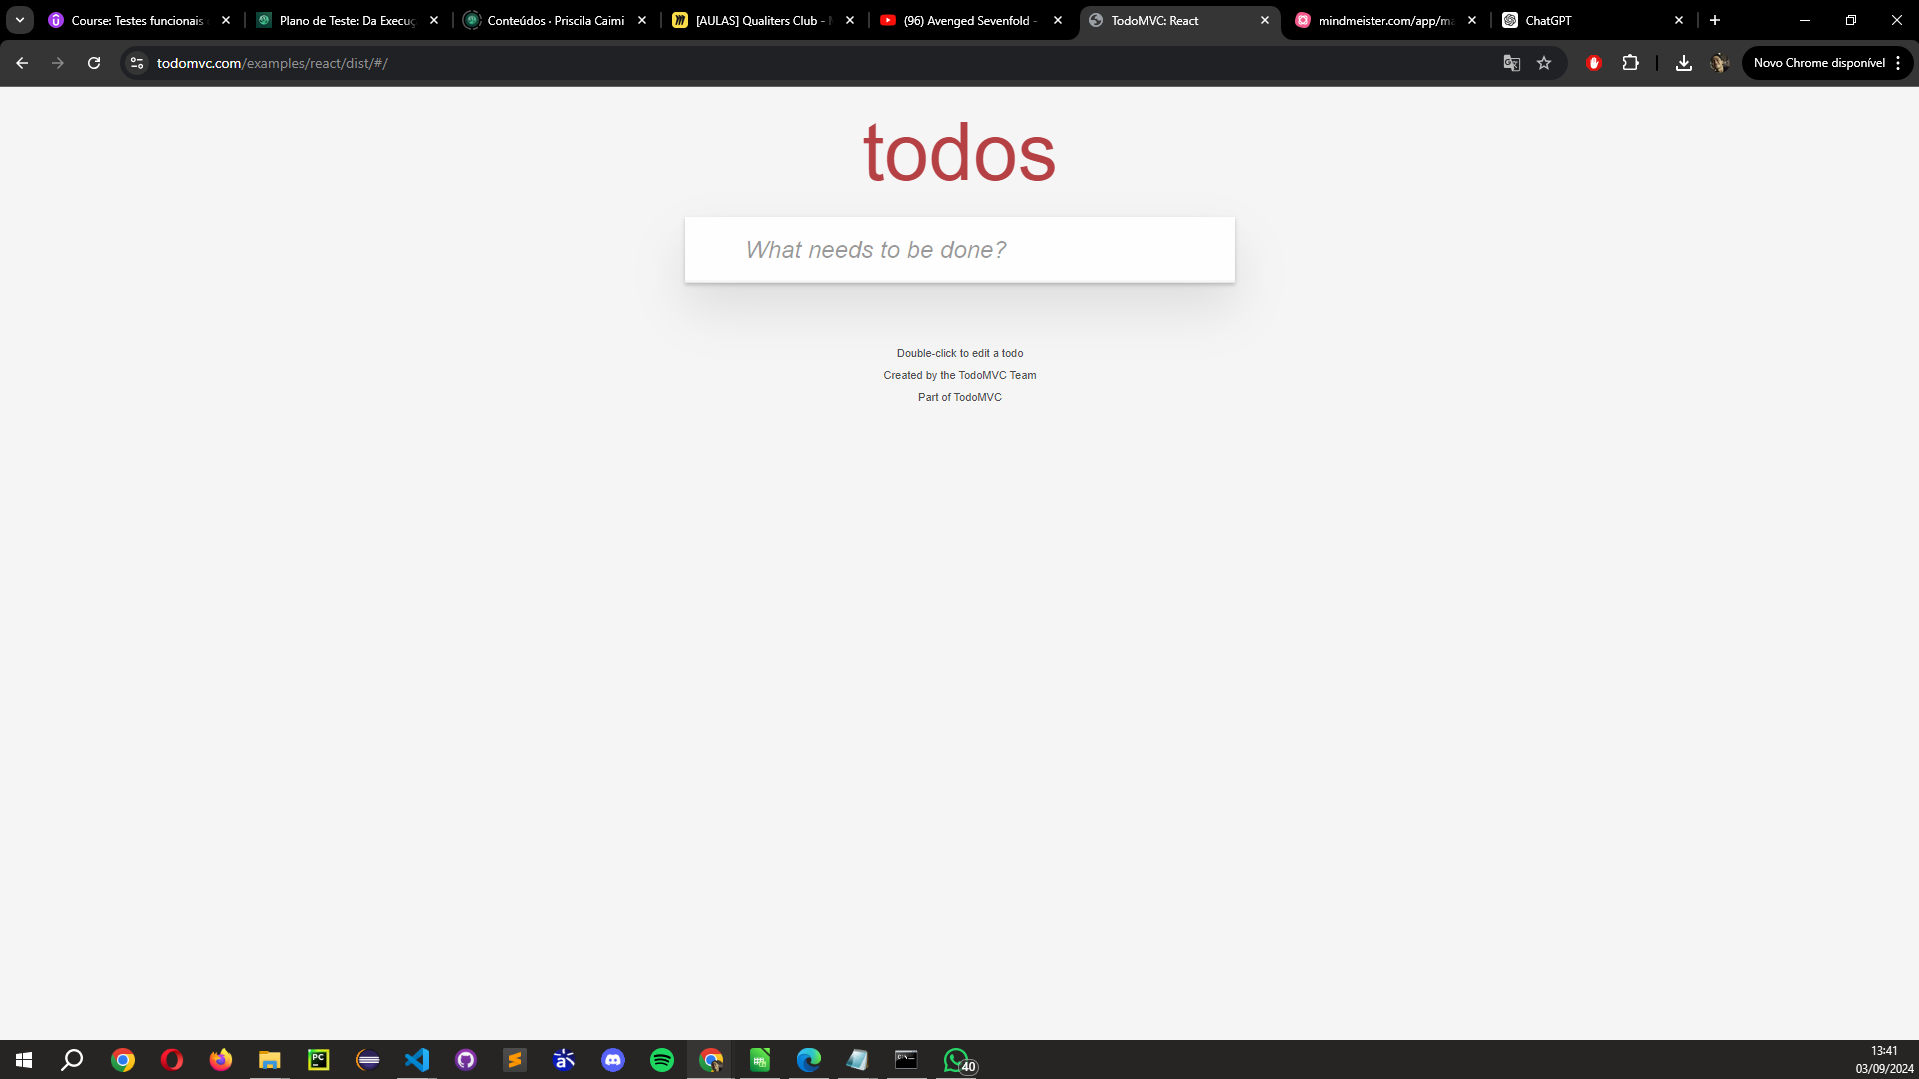 Course: Testes funcionais
Plano de Teste: Da Execuç
Conteúdos · Priscila Caimi
[AULAS] Qualiters Club -
(96) Avenged Sevenfold -
TodoMVC: React
mindmeister.com/app/ma
ChatGPT
todomvc.com/examples/react/dist/#/
Novo Chrome disponível
todos
What needs to be done?
Double-click to edit a todo
Created by the TodoMVC Team
Part of TodoMVC
PC
40
13:41
03/09/2024